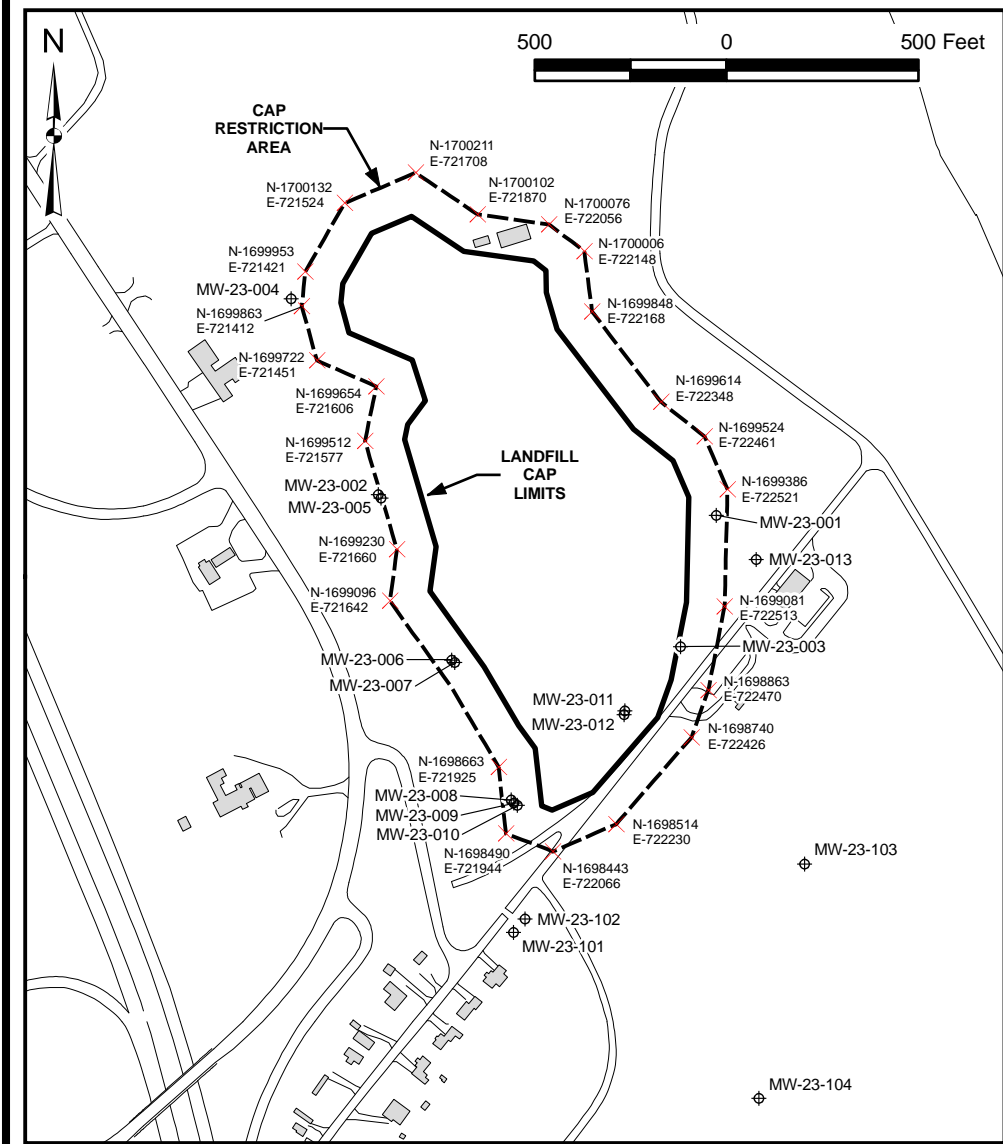 N
500 0 500 Feet
CAP
RESTRICTION
AREA
N-1700211
E-721708
N-1700132
E-721524
N-1700102
E-721870
N-1700076
E-722056
N-1700006
E-722148
N-1699953
E-721421
MW-23-004
N-1699863
E-721412
N-1699848
E-722168
N-1699722
E-721451
N-1699654
E-721606
N-1699614
E-722348
N-1699524
E-722461
N-1699512
E-721577
LANDFILL
CAP
LIMITS
N-1699386
E-722521
MW-23-002
MW-23-005
MW-23-001
N-1699230
E-721660
MW-23-013
N-1699096
E-721642
N-1699081
E-722513
MW-23-003
MW-23-006
MW-23-007
N-1698863
E-722470
MW-23-011
MW-23-012
N-1698740
E-722426
N-1698663
E-721925
MW-23-008
MW-23-009
MW-23-010
N-1698514
E-722230
N-1698490
E-721944
N-1698443
E-722066
MW-23-103
MW-23-102
MW-23-101
MW-23-104